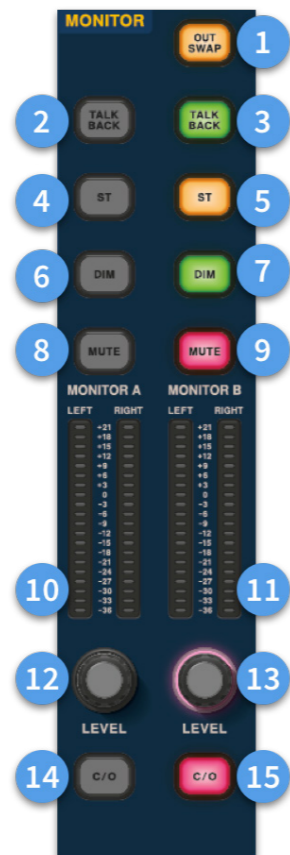 MONITOR
OUT
SWAP
1
2
TALK
BACK
TALK
BACK
3
4
ST
ST
5
6
DIM
DIM
7
8
MUTE
MUTE
9
MONITOR A
MONITOR B
LEFT RIGHT
LEFT RIGHT
+21 +21
+18 +18
+15 +15
+12 +12
+9 +9
+6 +6
+3 +3
0 0
-3 -3
-6 -6
-9 -9
-12 -12
-15 -15
-18 -18
-21 -21
-24 -24
-27 -27
-30 -30
-33 -33
-36 -36
10
11
12
13
LEVEL
LEVEL
14
C/O
C/O
15